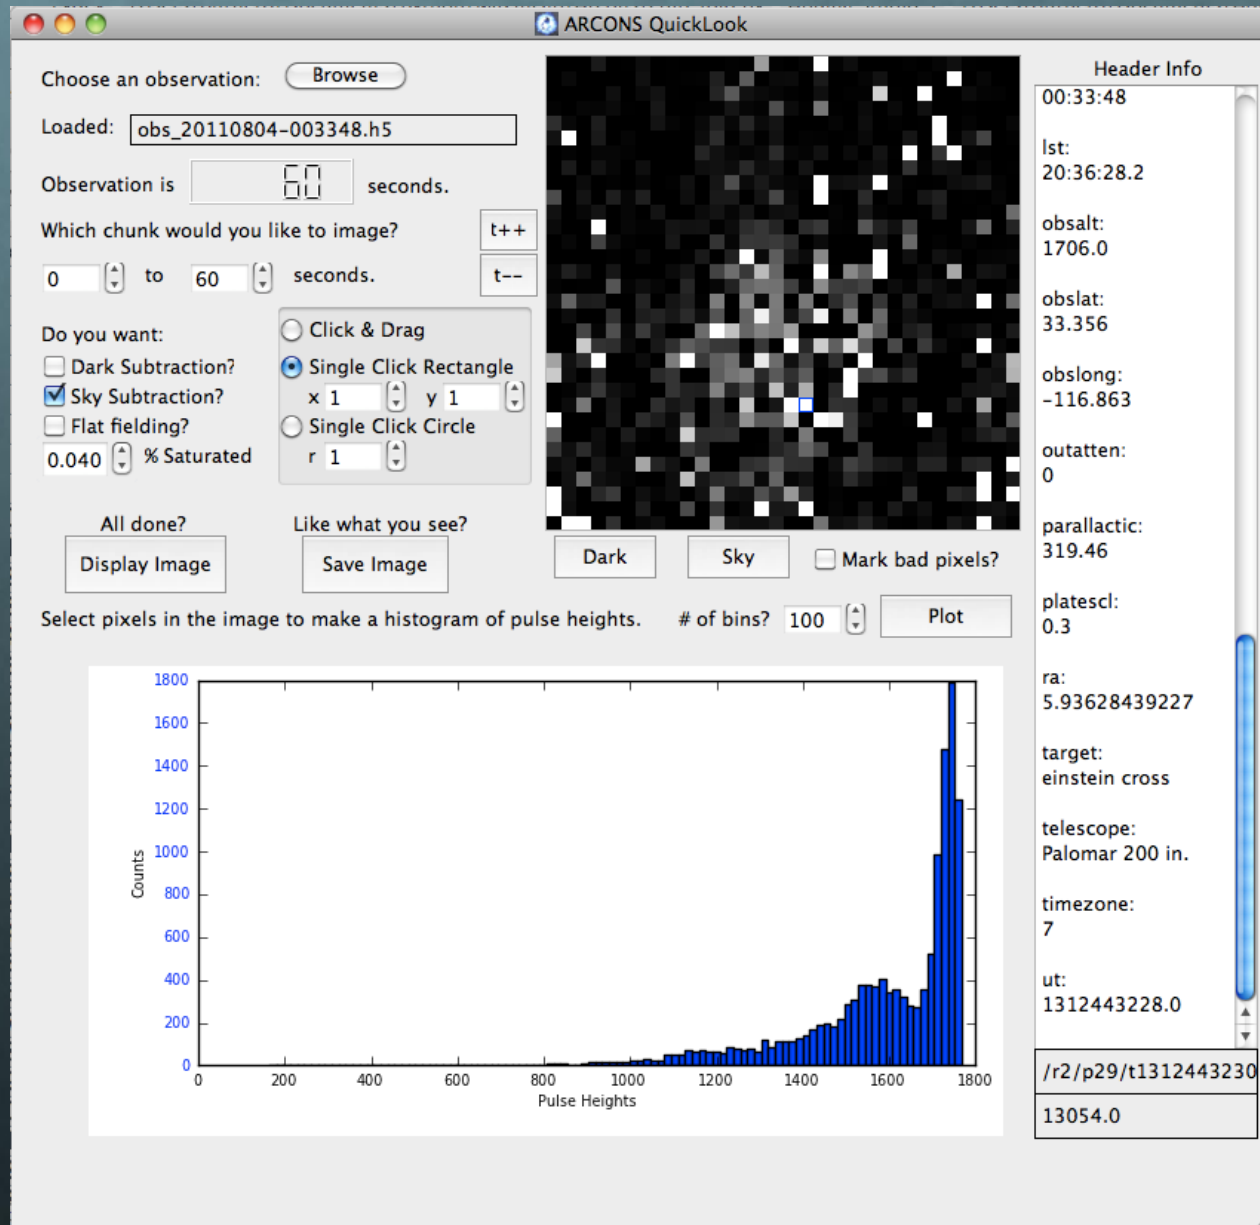 ARCONS QuickLook
Choose an observation: Browse
Loaded: obs_20110804-003348.h5
Observation is 60 seconds.
Which chunk would you like to image?
t++
0 to 60 seconds.
t--
Do you want:
Dark Subtraction?
Sky Subtraction?
Flat fielding?
0.040 % Saturated
Click & Drag
Single Click Rectangle
x 1 y 1
Single Click Circle
r 1
All done?
Display Image
Like what you see?
Save Image
Dark
Sky
Mark bad pixels?
Select pixels in the image to make a histogram of pulse heights. # of bins? 100 Plot
1800
1600
1400
1200
1000
800
600
400
200
0
Counts
0 200 400 600 800 1000 1200 1400 1600 1800
Pulse Heights
Header Info
00:33:48
lst:
20:36:28.2
obsalt:
1706.0
obslat:
33.356
obslong:
-116.863
outatten:
0
parallactic:
319.46
platescl:
0.3
ra:
5.93628439227
target:
einstein cross
telescope:
Palomar 200 in.
timezone:
7
ut:
1312443228.0
/r2/p29/t1312443230
13054.0